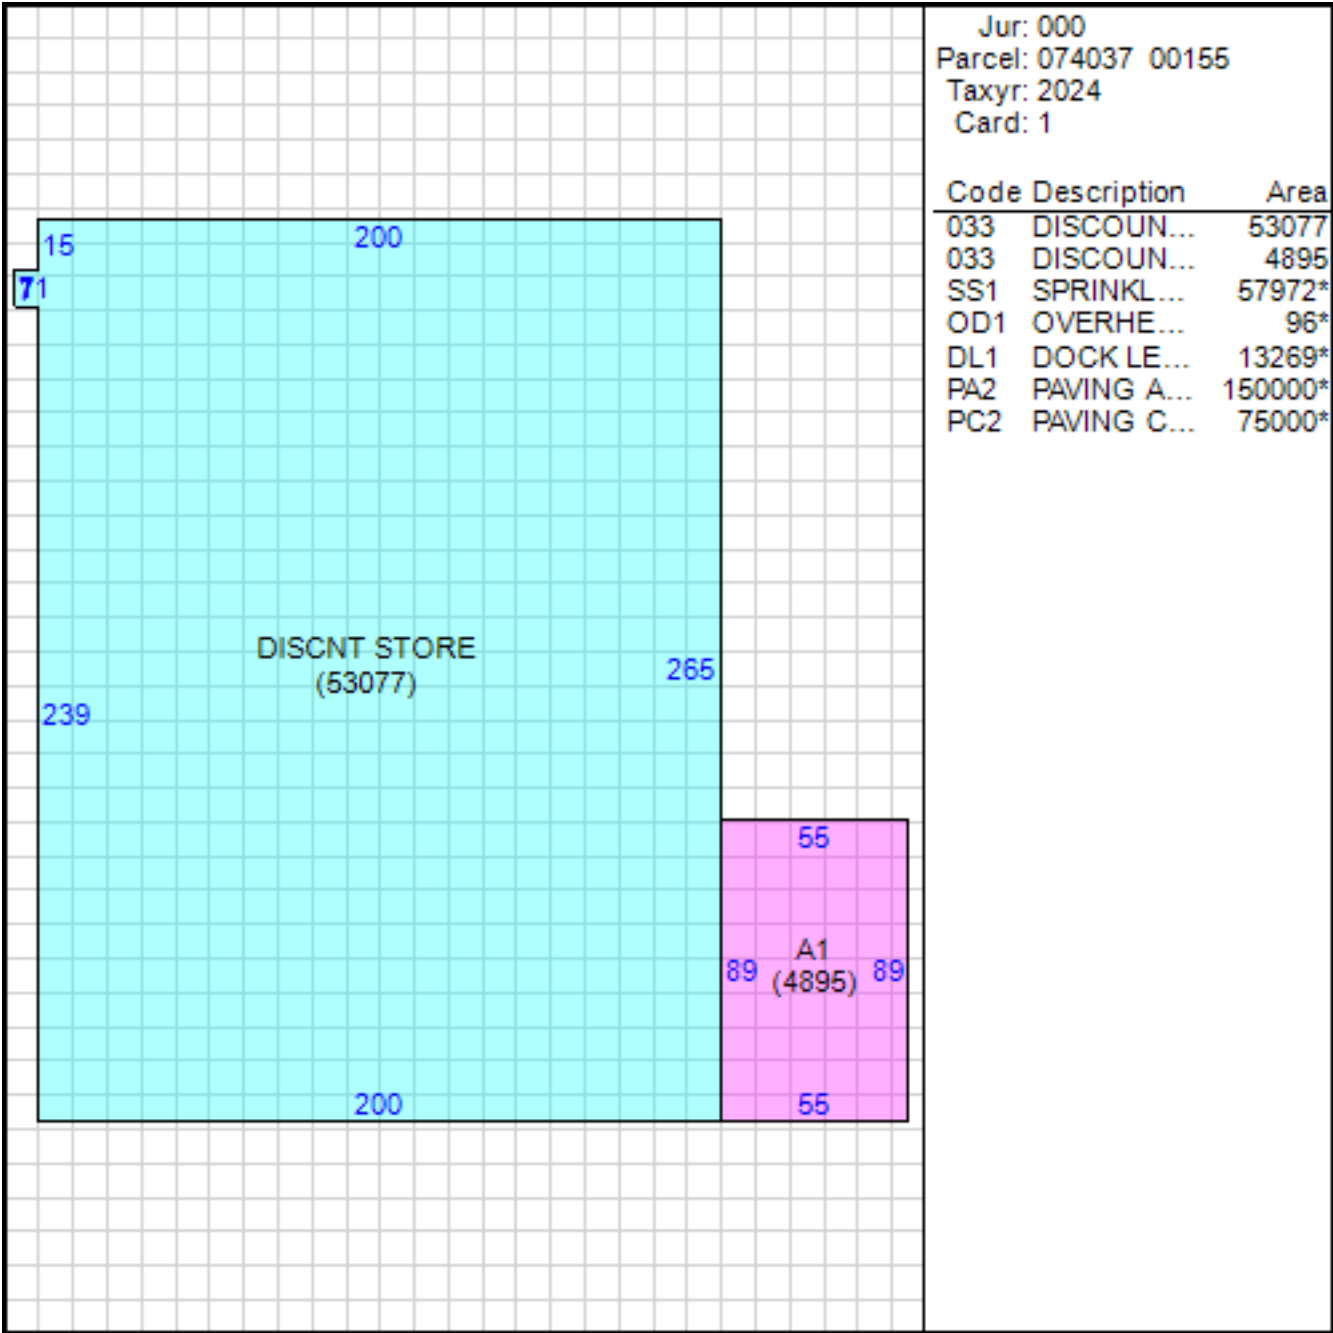 Jur: 000
Parcel: 074037 00155
Taxyr: 2024
Card: 1
Code Description Area
033 DISCOUN... 53077
033 DISCOUN... 4895
SS1 SPRINKL... 57972*
OD1 OVERHE... 96*
DL1 DOCK LE... 13269*
PA2 PAVING A... 150000*
PC2 PAVING C... 75000*
200
15
DISCNT STORE
(53077)
265
239
55
A1
(4895)
89
89
200
55